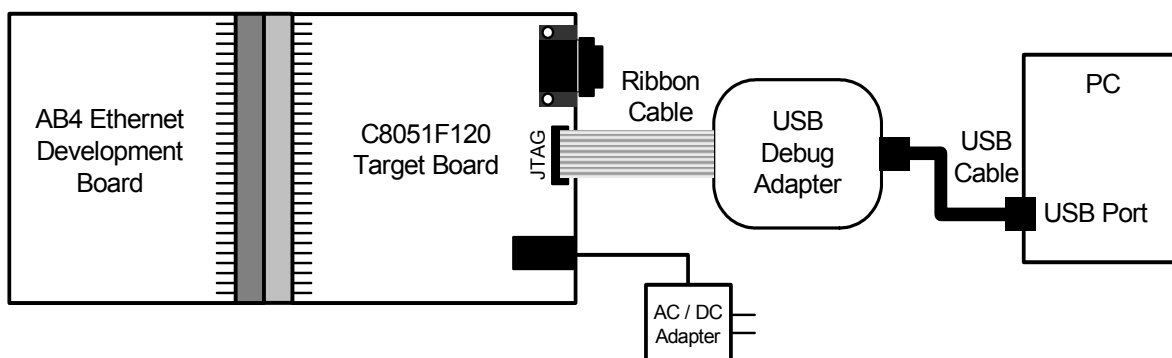 AB4 Ethernet
Development
Board
C8051F120
Target Board
JTAG
Ribbon
Cable
USB
Debug
Adapter
USB
Cable
PC
USB Port
AC / DC
Adapter